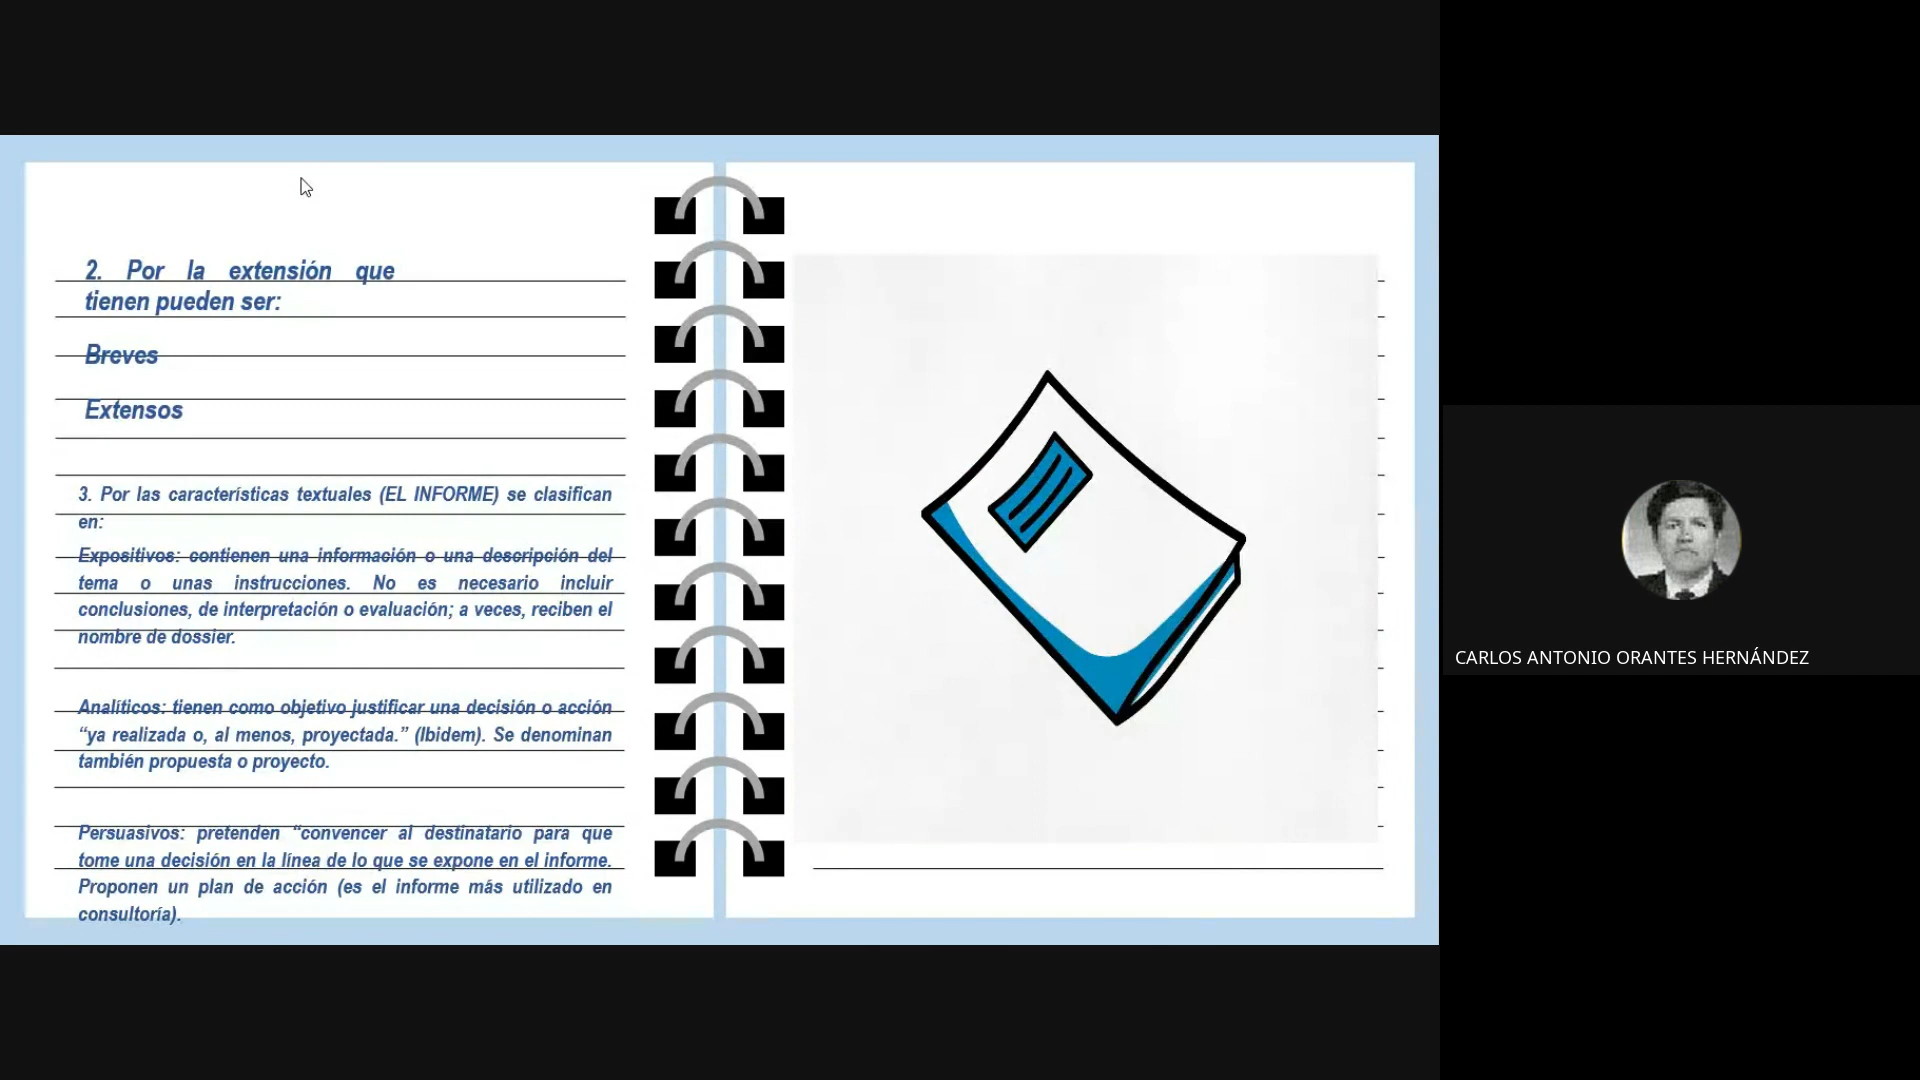 2. Por la extensión que
tienen pueden ser:
Breves
Extensos
3. Por las características textuales (EL INFORME) se clasifican
en:
Expositivos: contienen una información o una descripción del
tema o unas instrucciones. No es necesario incluir
conclusiones, de interpretación o evaluación; a veces, reciben el
nombre de dossier.
Analíticos: tienen como objetivo justificar una decisión o acción
“ya realizada o, al menos, proyectada.” (Ibidem). Se denominan
también propuesta o proyecto.
Persuasivos: pretenden “convencer al destinatario para que
tome una decisión en la línea de lo que se expone en el informe.
Proponen un plan de acción (es el informe más utilizado en
consultoría).
CARLOS ANTONIO ORANTES HERNÁNDEZ